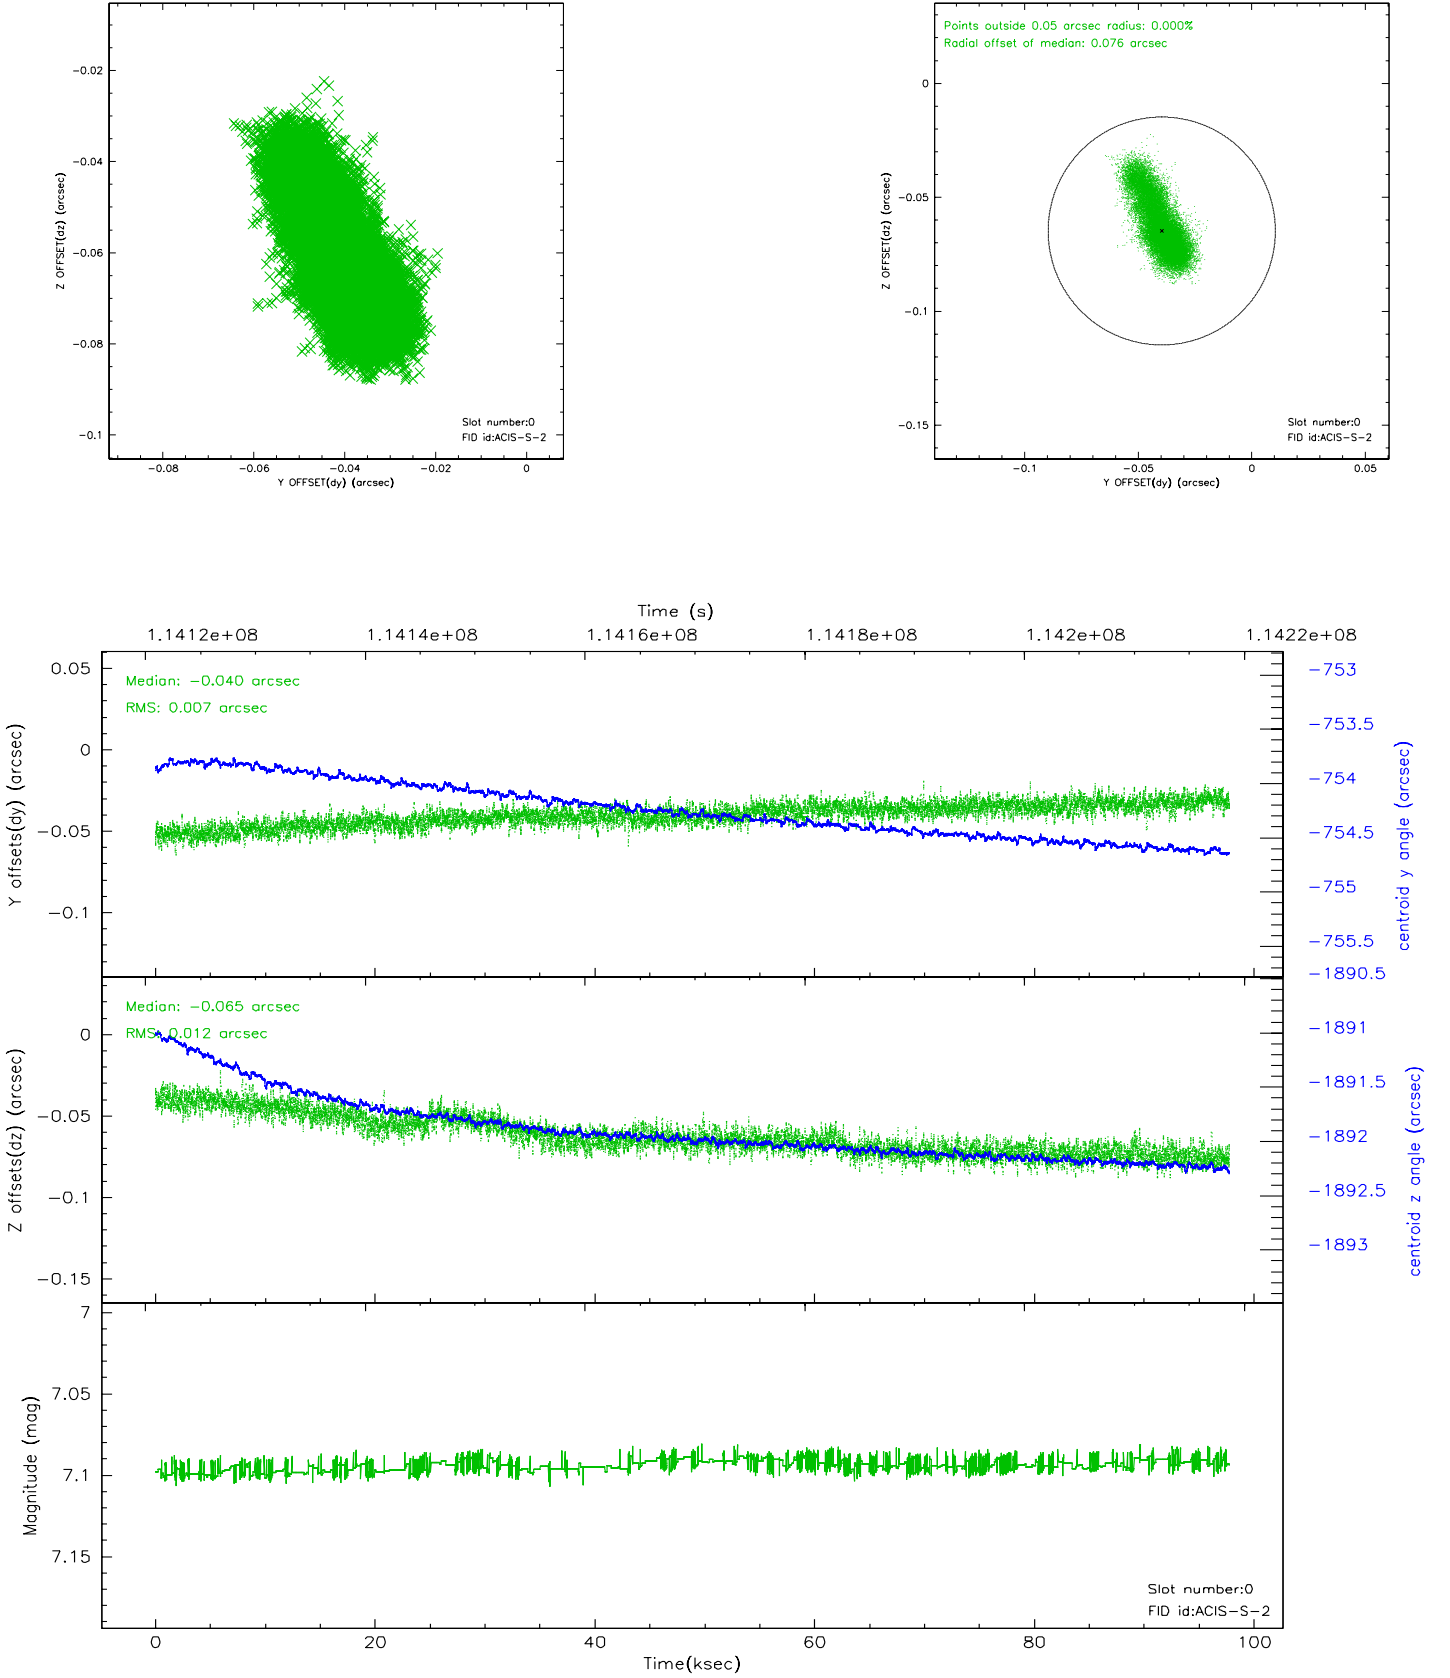 −0.02
−0.04
−0.06
−0.08
−0.1
Z OFFSET(dz) (arcsec)
Slot number:0
FID id:ACIS−S−2
−0.08 −0.06 −0.04 −0.02 0
Y OFFSET(dy) (arcsec)
Points outside 0.05 arcsec radius: 0.000%
Radial offset of median: 0.076 arcsec
0
−0.05
−0.1
−0.15
Z OFFSET(dz) (arcsec)
Slot number:0
FID id:ACIS−S−2
−0.1 −0.05 0 0.05
Y OFFSET(dy) (arcsec)
Time (s)
1.1412e+08 1.1414e+08 1.1416e+08 1.1418e+08 1.142e+08 1.1422e+08
Median: −0.040 arcsec
RMS: 0.007 arcsec
0.05
0
−0.05
−0.1
Y offsets(dy) (arcsec)
−753
−753.5
−754
−754.5
−755
−755.5
centroid y angle (arcsec)
Median: −0.065 arcsec
RMS: 0.012 arcsec
0
−0.05
−0.1
−0.15
Z offsets(dz) (arcsec)
−1890.5
−1891
−1891.5
−1892
−1892.5
−1893
centroid z angle (arcsec)
7
7.05
7.1
7.15
Magnitude (mag)
Slot number:0
FID id:ACIS−S−2
0 20 40 60 80 100
Time(ksec)